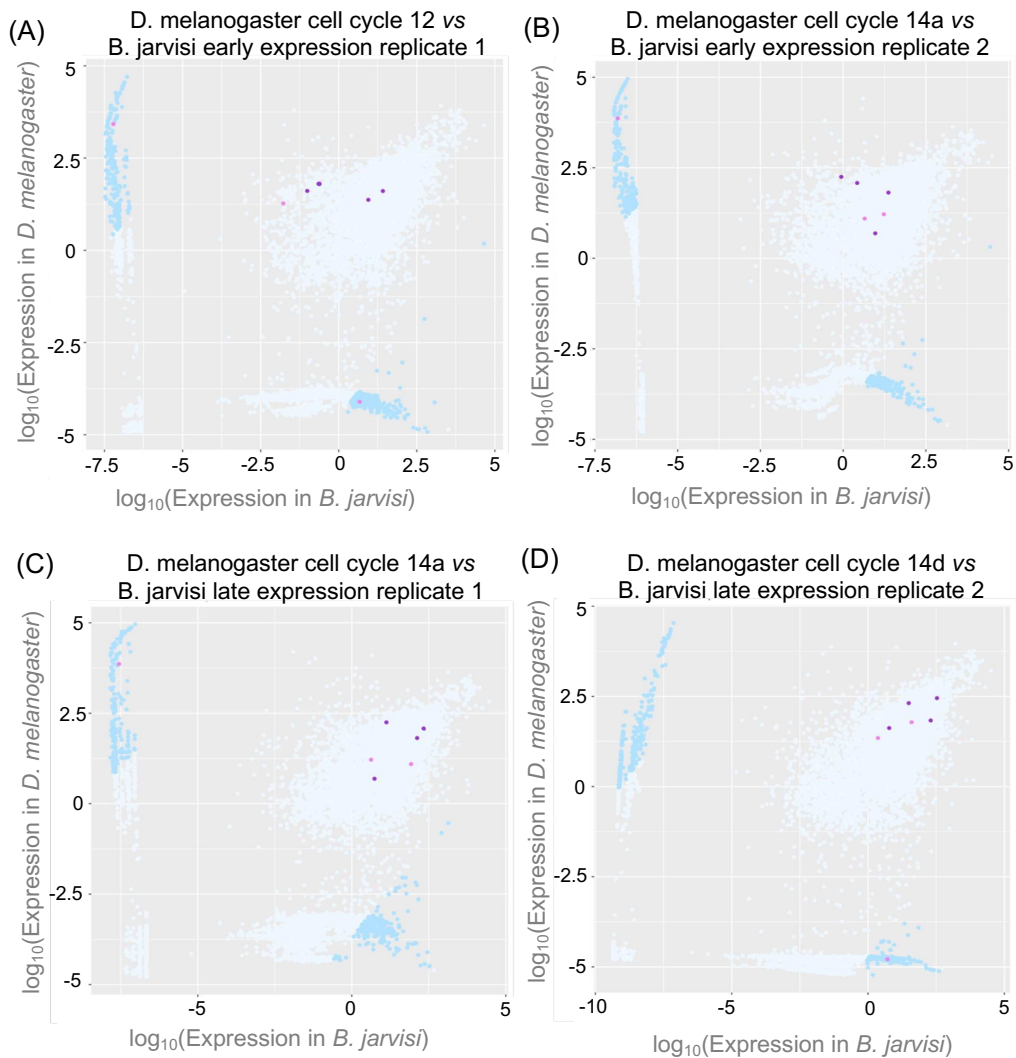 (A)
D. melanogaster cell cycle 12 vs
B. jarvisi early expression replicate 1
log10(Expression in D. melanogaster)
5
2.5
0
-2.5
-5
-7.5
-5
-2.5
0
2.5
5
log10(Expression in B. jarvisi)
(B)
D. melanogaster cell cycle 14a vs
B. jarvisi early expression replicate 2
log10(Expression in D. melanogaster)
5
2.5
0
-2.5
-5
-7.5
-5
-2.5
0
2.5
5
log10(Expression in B. jarvisi)
(C)
D. melanogaster cell cycle 14a vs
B. jarvisi late expression replicate 1
log10(Expression in D. melanogaster)
5
2.5
0
-2.5
-5
-5
0
5
log10(Expression in B. jarvisi)
(D)
D. melanogaster cell cycle 14d vs
B. jarvisi late expression replicate 2
log10(Expression in D. melanogaster)
5
2.5
0
-2.5
-5
-10
-5
0
5
log10(Expression in B. jarvisi)